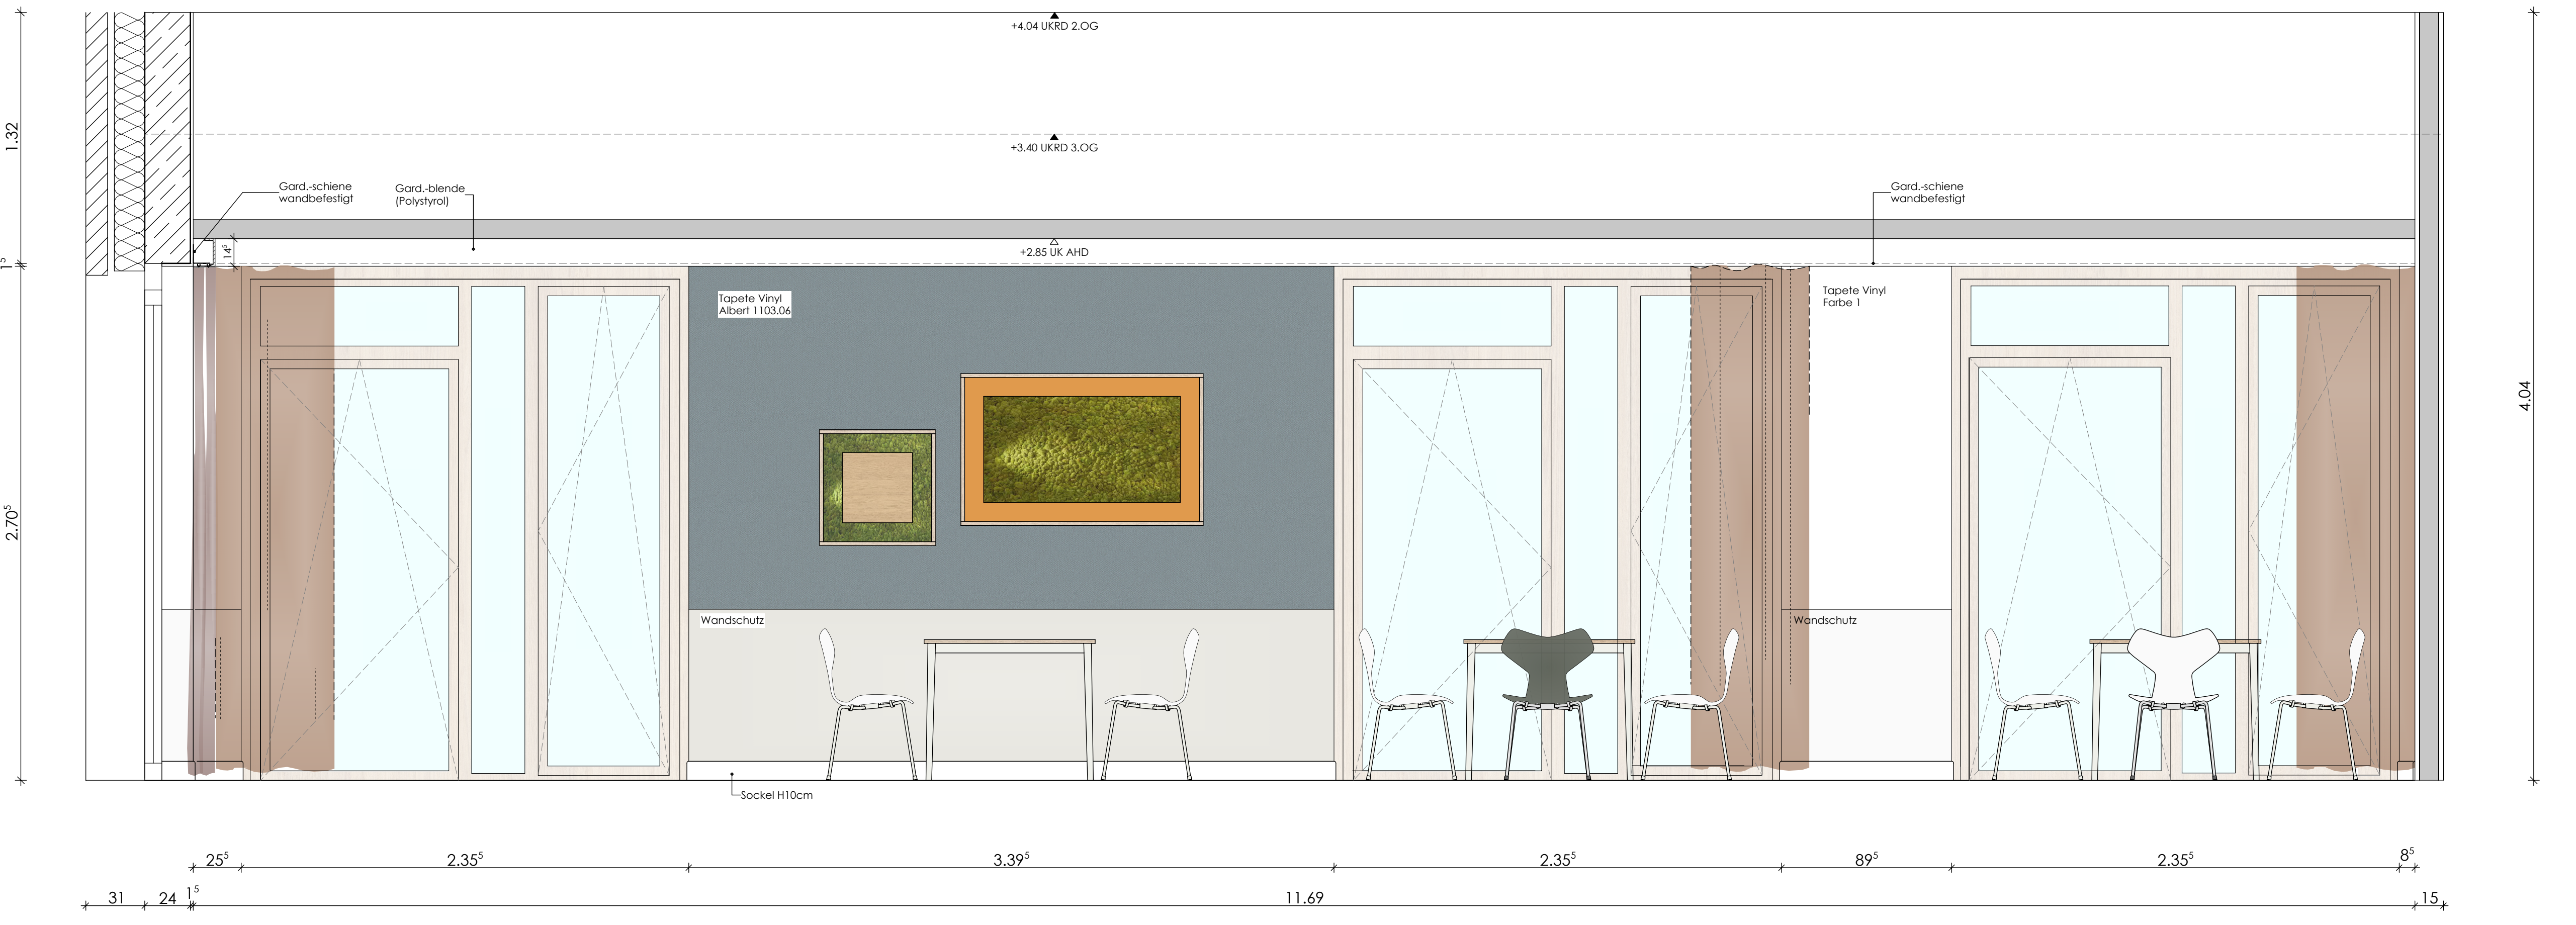 +4.04 UKRD 2.OG
1.32
+3.40 UKRD 3.OG
Gard.-schiene
wandbefestigt
Gard.-blende
(Polystyrol)
Gard.-schiene
wandbefestigt
14⁵
+2.85 UK AHD
1⁵
Tapete Vinyl
Albert 1103.06
Tapete Vinyl
Farbe 1
4.04
2.70⁵
Wandschutz
Wandschutz
Sockel H10cm
25⁵
2.35⁵
3.39⁵
2.35⁵
89⁵
2.35⁵
8⁵
31
24
1⁵
11.69
15